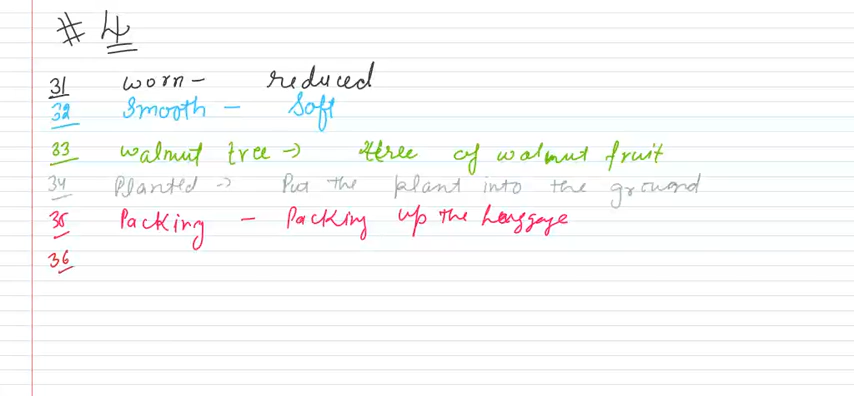 # 4
31 worn - reduced
32 Smooth - Soft
33 walnut tree → tree of walnut fruit
34 Planted → Put the plant into the ground
35 Packing - Packing up the luggage
36